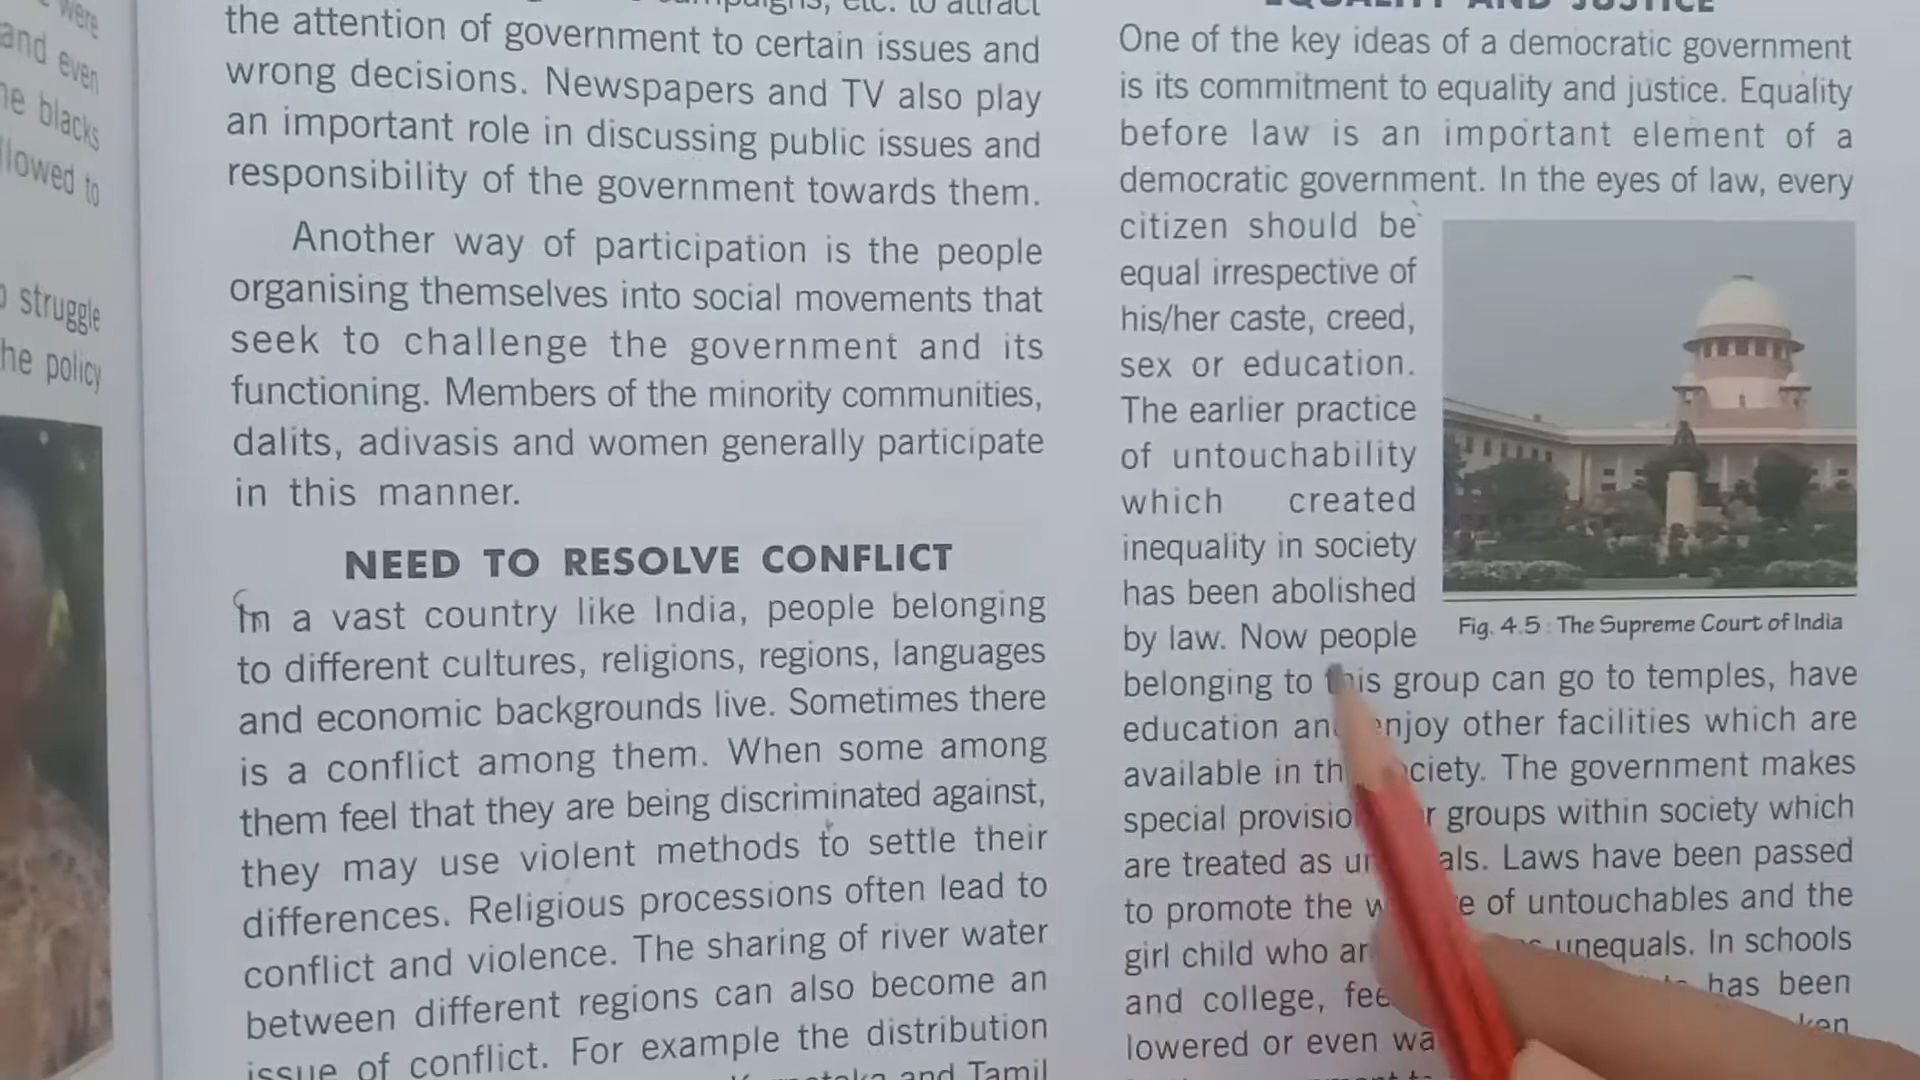 were
and even
blacks
to
struggle
policy
etc. to attract
the attention of government to certain issues and
wrong decisions. Newspapers and TV also play
an important role in discussing public issues and
responsibility of the government towards them.
Another way of participation is the people
organising themselves into social movements that
seek to challenge the government and its
functioning. Members of the minority communities,
dalits, adivasis and women generally participate
in this manner.
NEED TO RESOLVE CONFLICT
In a vast country like India, people belonging
to different cultures, religions, regions, languages
and economic backgrounds live. Sometimes there
is a conflict among them. When some among
them feel that they are being discriminated against,
they may use violent methods to settle their
differences. Religious processions often lead to
conflict and violence. The sharing of river water
between different regions can also become an
issue of conflict. For example the distribution
and Tamil
EQUALITY AND JUSTICE
One of the key ideas of a democratic government
is its commitment to equality and justice. Equality
before law is an important element of a
democratic government. In the eyes of law, every
citizen should be
equal irrespective of
his/her caste, creed,
sex or education.
The earlier practice
of untouchability
which created
inequality in society
has been abolished
by law. Now people
Fig. 4.5 : The Supreme Court of India
belonging to this group can go to temples, have
education and enjoy other facilities which are
available in the society. The government makes
special groups within society which
are treated as Laws have been passed
to promote the of untouchables and the
girl child who unequals. In schools
and college, has been
lowered or even